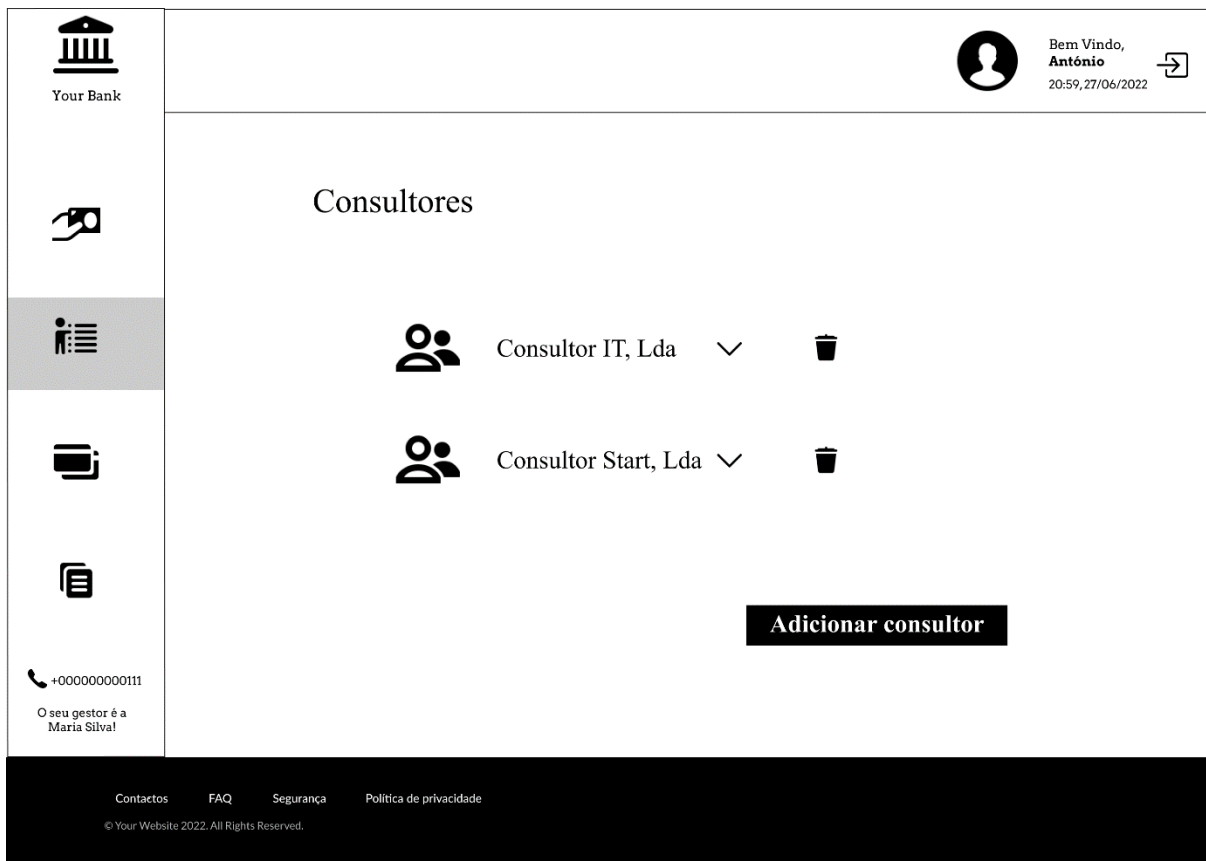 Your Bank
Bem Vindo,
António
20:59, 27/06/2022
Consultores
Consultor IT, Lda
Consultor Start, Lda
Adicionar consultor
+000000000111
O seu gestor é a
Maria Silva!
Contactos FAQ Segurança Política de privacidade
© Your Website 2022. All Rights Reserved.